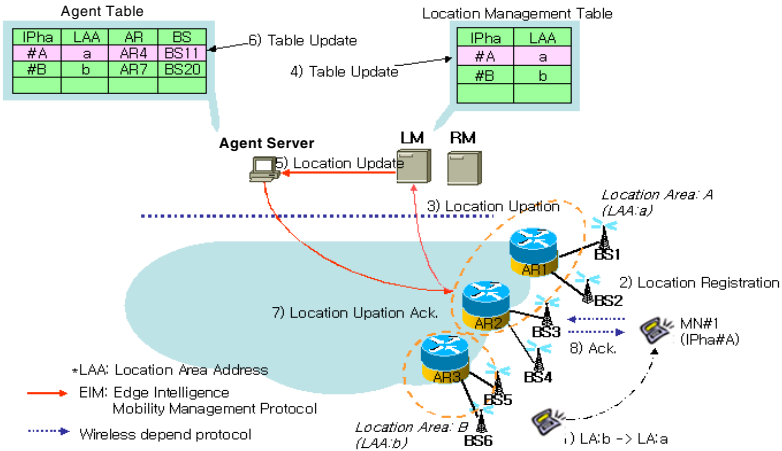 Agent Table
IPha LAA AR BS
#A a AR4 BS11
#B b AR7 BS20
Location Management Table
IPha LAA
#A a
#B b
6) Table Update
4) Table Update
Agent Server
LM
RM
5) Location Update
3) Location Upation
Location Area: A
(LAA:a)
BS1
AR1
BS2
2) Location Registration
AR2
BS3
7) Location Upation Ack.
MN#1
(IPha#A)
8) Ack.
BS4
AR3
BS5
BS6
*LAA: Location Area Address
EIM: Edge Intelligence
Mobility Management Protocol
Wireless depend protocol
Location Area: B
(LAA:b)
1) LA:b -> LA:a